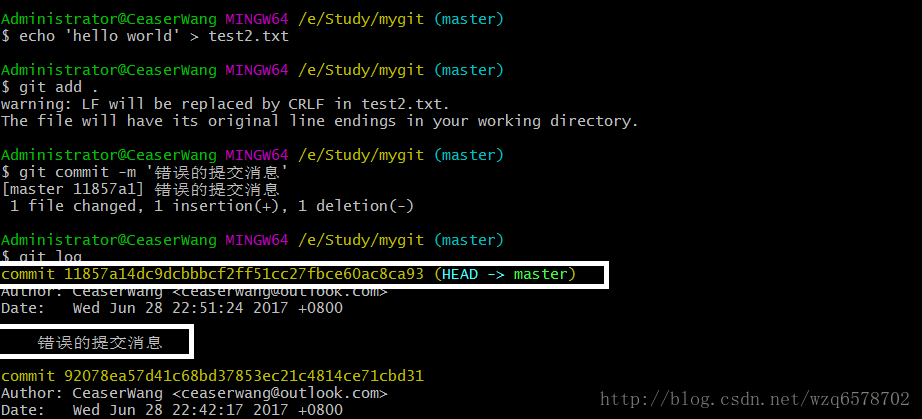 Administrator@CeaserWang MINGW64 /e/Study/mygit (master)
$ echo 'hello world' > test2.txt
Administrator@CeaserWang MINGW64 /e/Study/mygit (master)
$ git add .
warning: LF will be replaced by CRLF in test2.txt.
The file will have its original line endings in your working directory.
Administrator@CeaserWang MINGW64 /e/Study/mygit (master)
$ git commit -m '错误的提交消息'
[master 11857a1] 错误的提交消息
1 file changed, 1 insertion(+), 1 deletion(-)
Administrator@CeaserWang MINGW64 /e/Study/mygit (master)
$ git log
commit 11857a14dc9dcbbbcf2ff51cc27fbce60ac8ca93 (HEAD -> master)
Author: CeaserWang <ceaserwang@outlook.com>
Date: Wed Jun 28 22:51:24 2017 +0800
错误的提交消息
commit 92078ea57d41c68bd37853ec21c4814ce71cbd31
Author: CeaserWang <ceaserwang@outlook.com>
Date: Wed Jun 28 22:42:17 2017 +0800
http://blog.csdn.net/wzq6578702